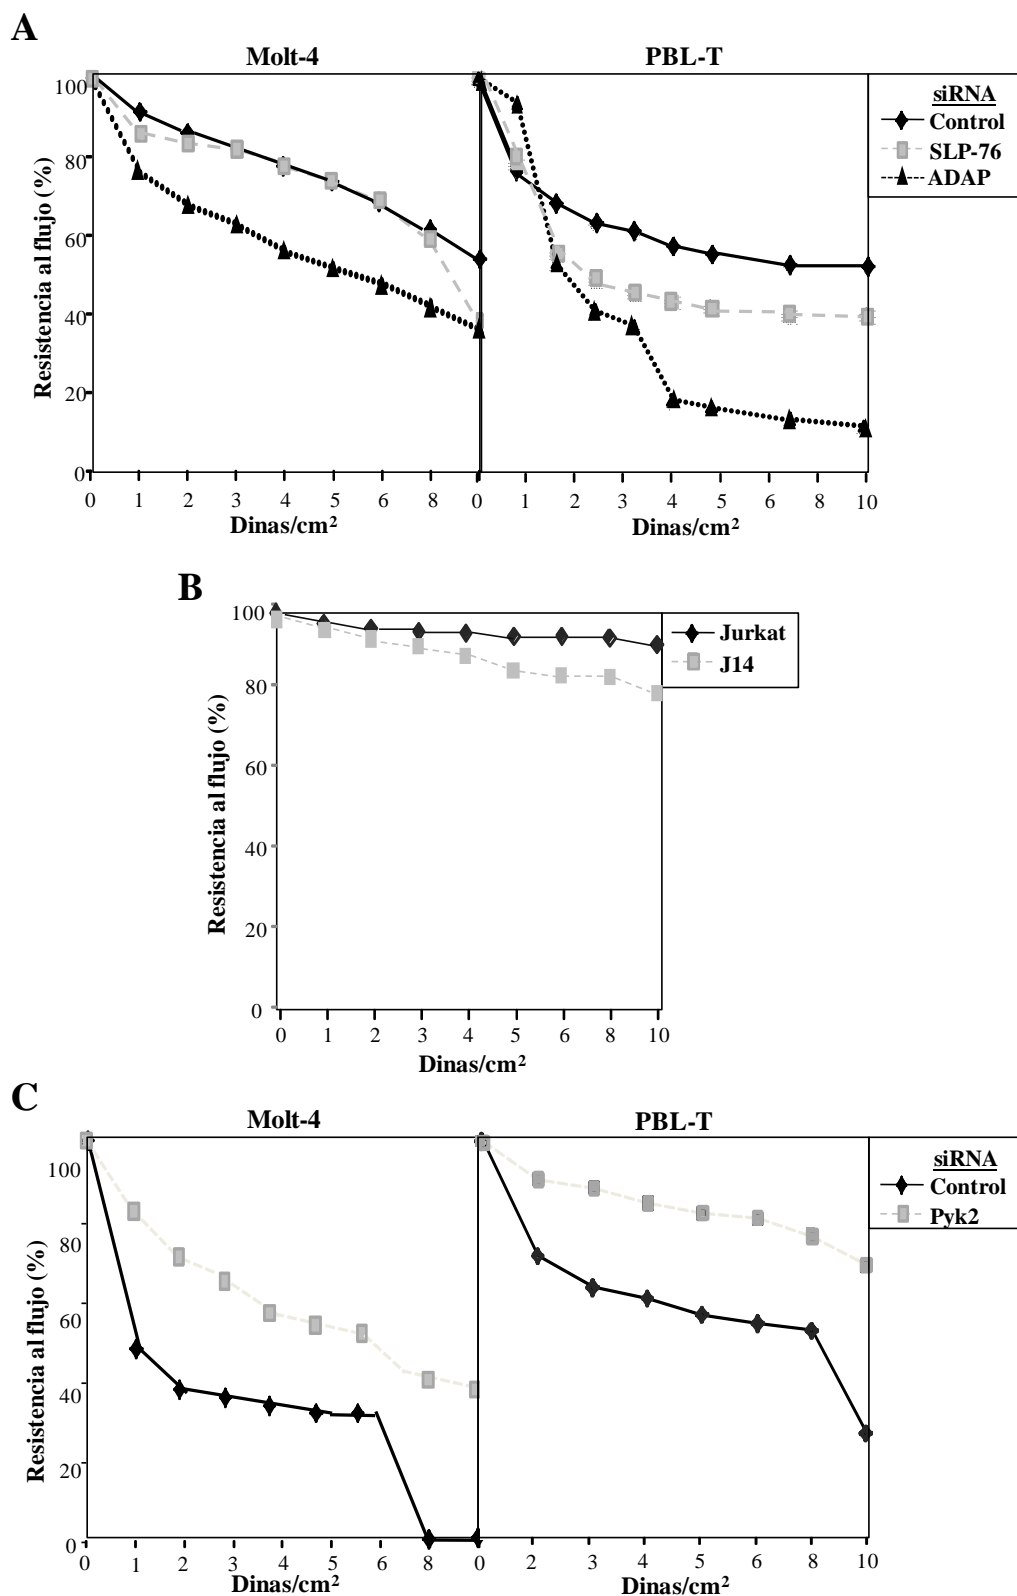 A
Molt-4
PBL-T
100
80
60
40
20
0
Resistencia al flujo (%)
0 1 2 3 4 5 6 8
Dinas/cm²
0 1 2 3 4 5 6 8 10
Dinas/cm²
siRNA
Control
SLP-76
ADAP
B
100
80
60
40
20
0
Resistencia al flujo (%)
0 1 2 3 4 5 6 8 10
Dinas/cm²
Jurkat
J14
C
Molt-4
PBL-T
100
80
60
40
20
0
Resistencia al flujo (%)
0 1 2 3 4 5 6 8
Dinas/cm²
0 2 3 4 5 6 8 10
Dinas/cm²
siRNA
Control
Pyk2